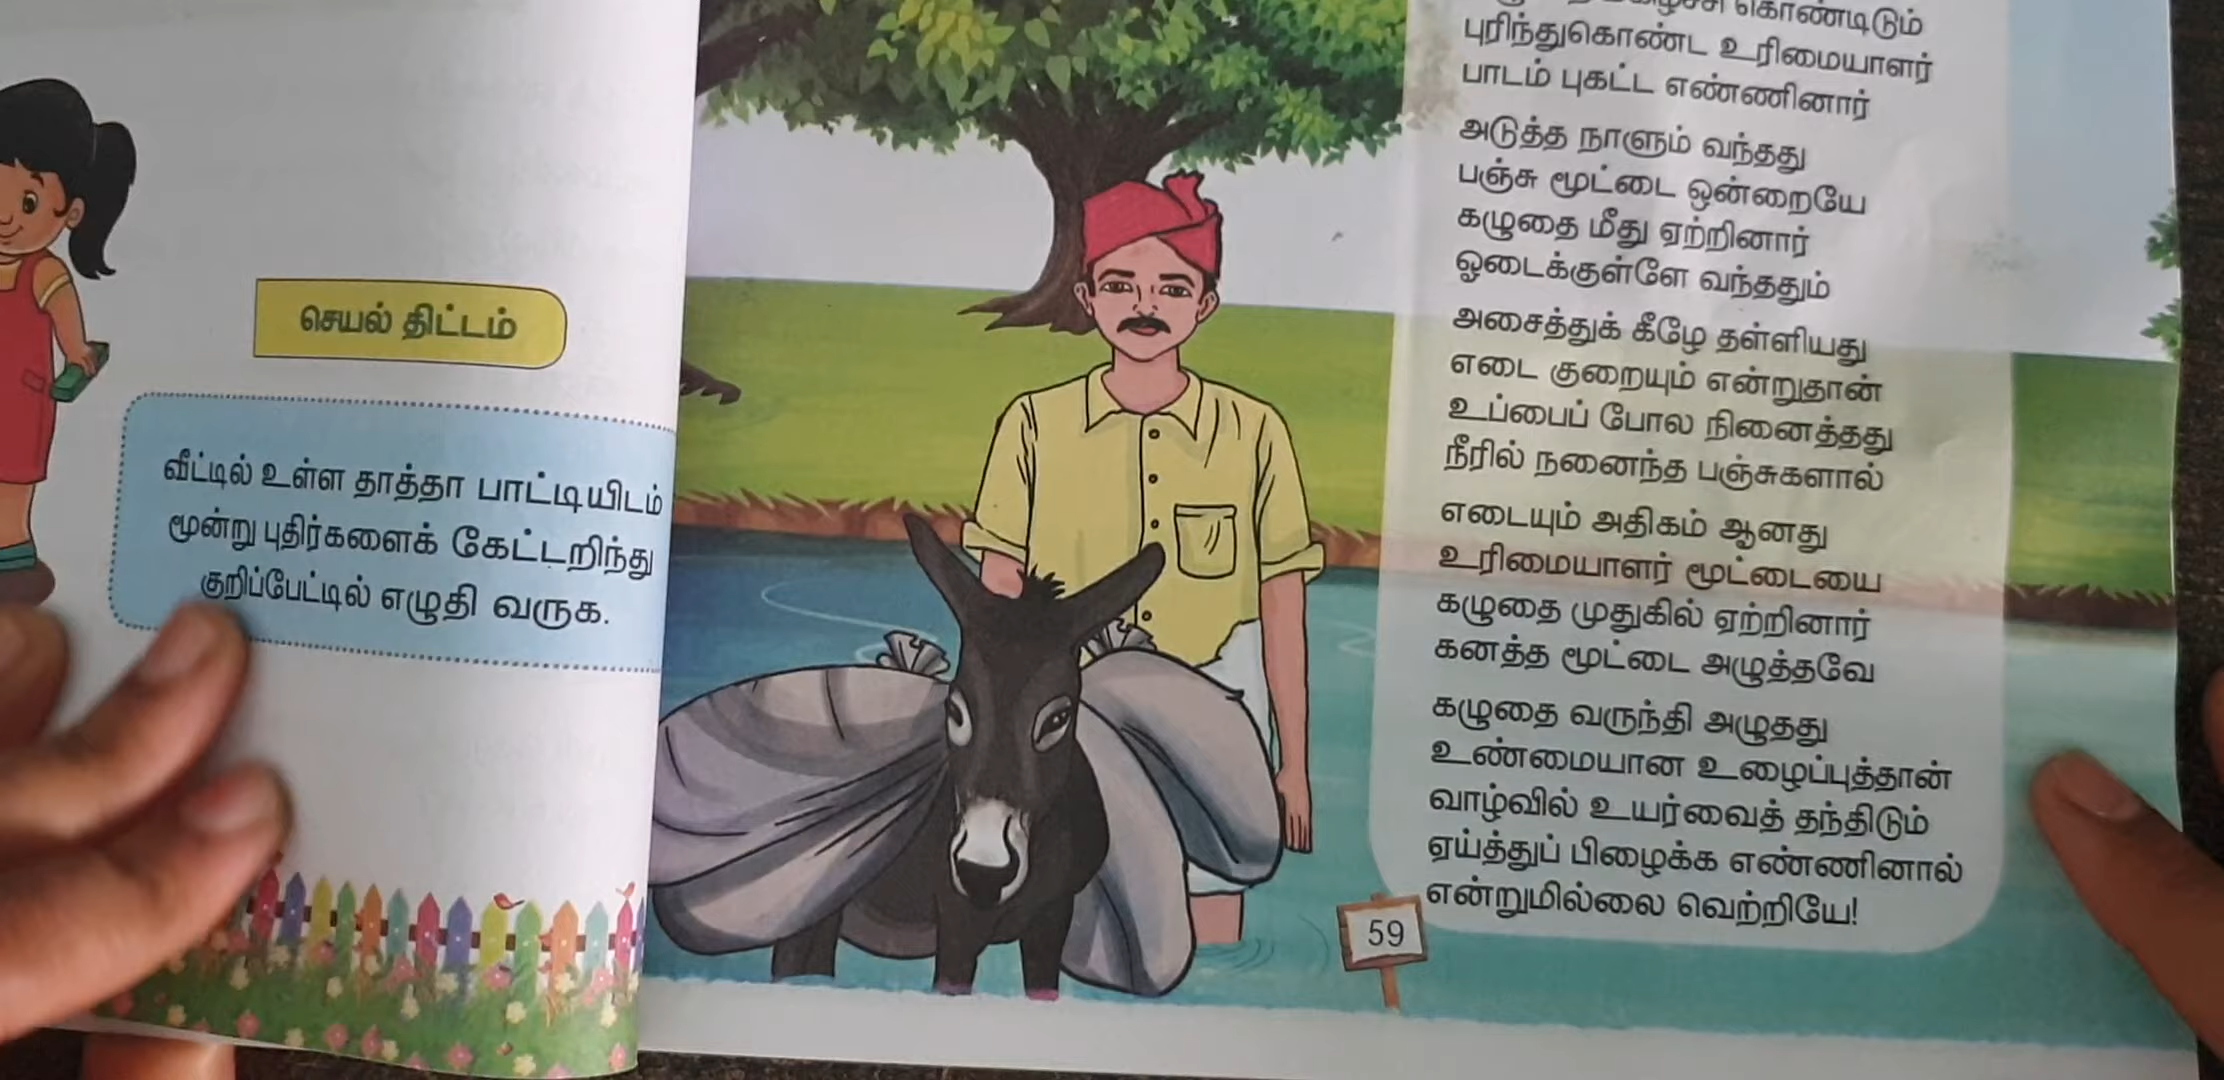 செயல் திட்டம்
வீட்டில் உள்ள தாத்தா பாட்டியிடம்
மூன்று புதிர்களைக் கேட்டறிந்து
குறிப்பேட்டில் எழுதி வருக.
கொண்டிடும்
புரிந்துகொண்ட உரிமையாளர்
பாடம் புகட்ட எண்ணினார்
அடுத்த நாளும் வந்தது
பஞ்சு மூட்டை ஒன்றையே
கழுதை மீது ஏற்றினார்
ஓடைக்குள்ளே வந்ததும்
அசைத்துக் கீழே தள்ளியது
எடை குறையும் என்றுதான்
உப்பைப் போல நினைத்தது
நீரில் நனைந்த பஞ்சுகளால்
எடையும் அதிகம் ஆனது
உரிமையாளர் மூட்டையை
கழுதை முதுகில் ஏற்றினார்
கனத்த மூட்டை அழுத்தவே
கழுதை வருந்தி அழுதது
உண்மையான உழைப்புத்தான்
வாழ்வில் உயர்வைத் தந்திடும்
ஏய்த்துப் பிழைக்க எண்ணினால்
என்றுமில்லை வெற்றியே!
59